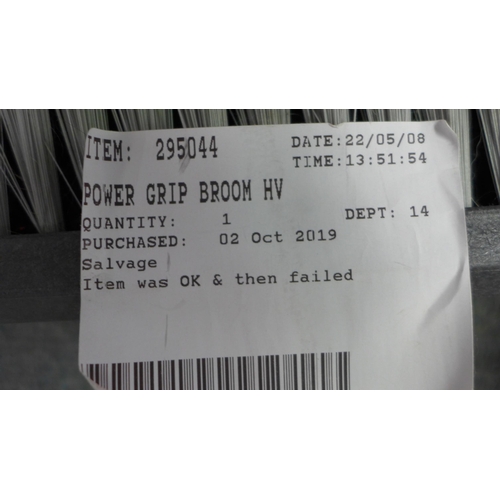 ITEM: 295044 DATE:22/05/08
TIME:13:51:54
POWER GRIP BROOM HV
QUANTITY: 1 DEPT: 14
PURCHASED: 02 Oct 2019
Salvage
Item was OK & then failed